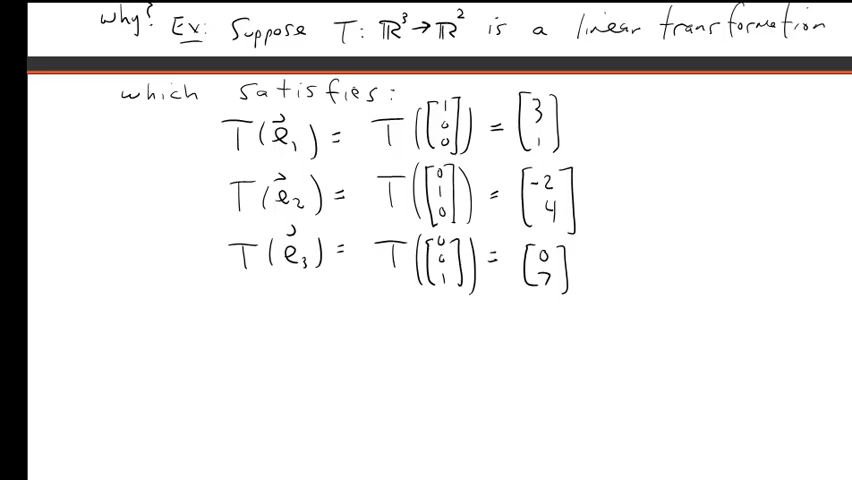 why? Ex: Suppose T: ℝ³→ℝ² is a linear transformation
which satisfies:
T(e⃗₁) = T([1 0 0]) = [3 1]
T(e⃗₂) = T([0 1 0]) = [-2 4]
T(e⃗₃) = T([0 0 1]) = [0 7]